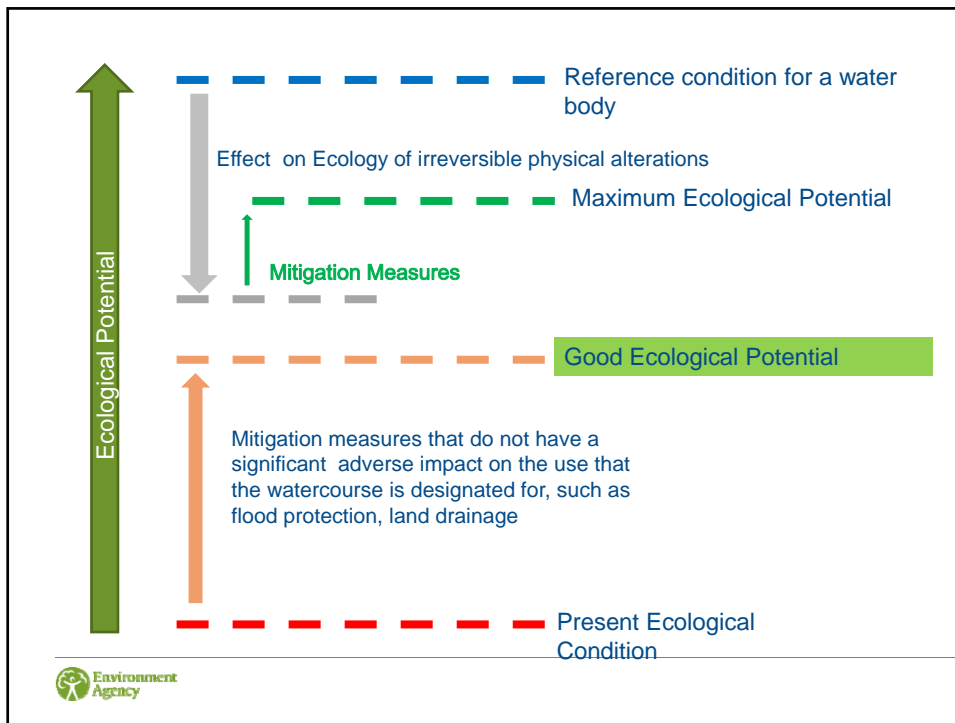 Reference condition for a water
body
Effect on Ecology of irreversible physical alterations
Maximum Ecological Potential
Mitigation Measures
Ecological Potential
Good Ecological Potential
Mitigation measures that do not have a
significant adverse impact on the use that
the watercourse is designated for, such as
flood protection, land drainage
Present Ecological
Condition
Environment
Agency